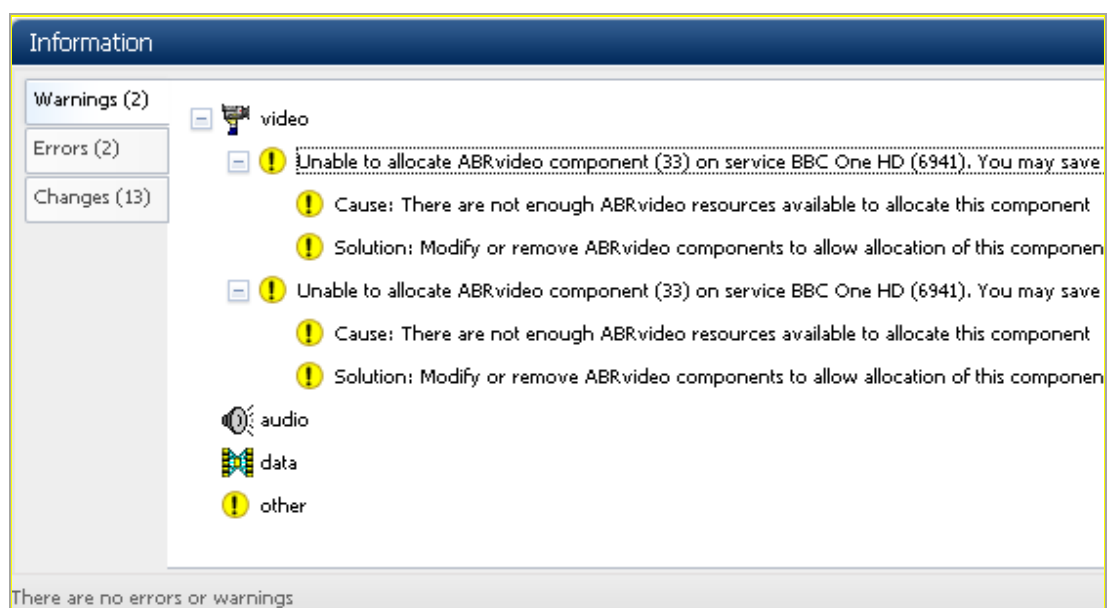 Information
Warnings (2)
Errors (2)
Changes (13)
video
Unable to allocate ABRvideo component (33) on service BBC One HD (6941). You may save
Cause: There are not enough ABRvideo resources available to allocate this component
Solution: Modify or remove ABRvideo components to allow allocation of this componen
Unable to allocate ABRvideo component (33) on service BBC One HD (6941). You may save
Cause: There are not enough ABRvideo resources available to allocate this component
Solution: Modify or remove ABRvideo components to allow allocation of this componen
audio
data
other
There are no errors or warnings